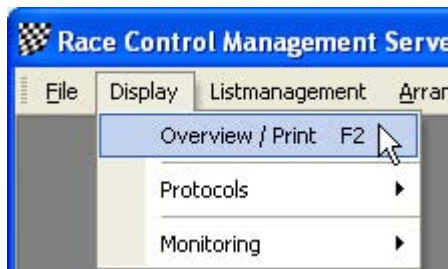 Race Control Management Serve
File Display Listmanagement Arran
Overview / Print F2
Protocols
Monitoring